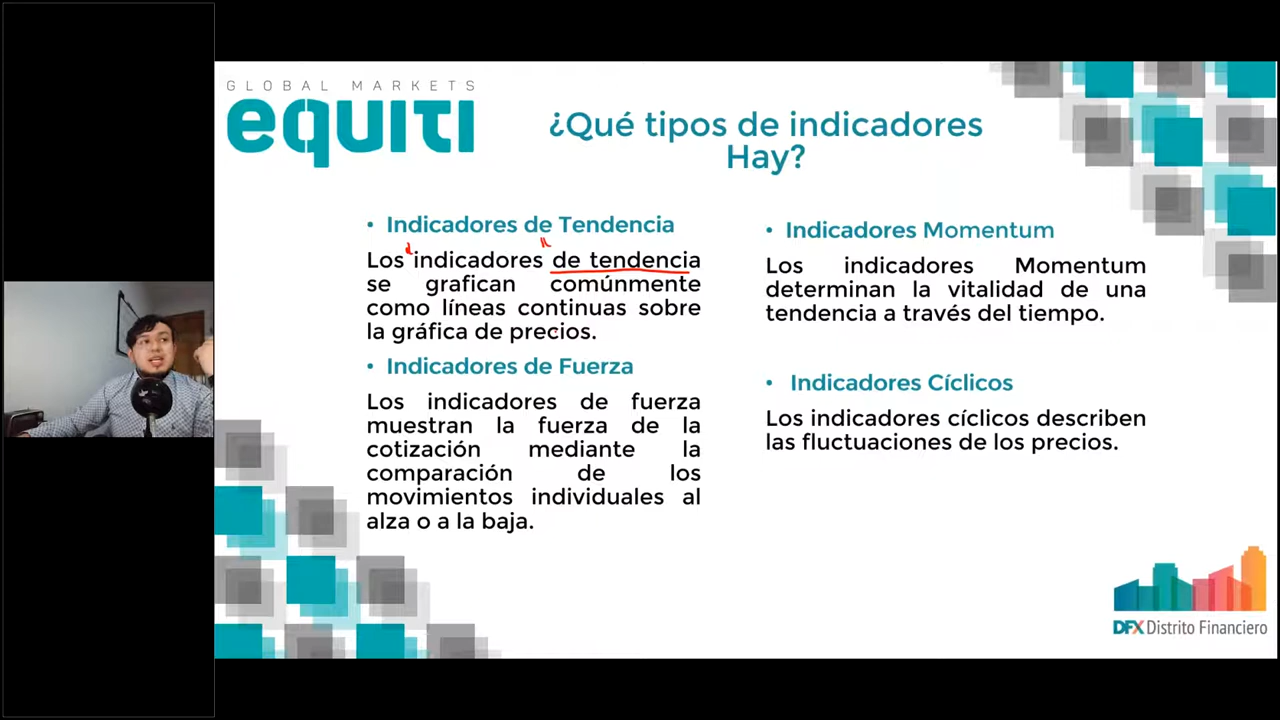 GLOBAL MARKETS
equiti
¿Qué tipos de indicadores
Hay?
• Indicadores de Tendencia
Los indicadores de tendencia
se grafican comúnmente
como líneas continuas sobre
la gráfica de precios.
• Indicadores de Fuerza
Los indicadores de fuerza
muestran la fuerza de la
cotización mediante la
comparación de los
movimientos individuales al
alza o a la baja.
• Indicadores Momentum
Los indicadores Momentum
determinan la vitalidad de una
tendencia a través del tiempo.
• Indicadores Cíclicos
Los indicadores cíclicos describen
las fluctuaciones de los precios.
DFX Distrito Financiero